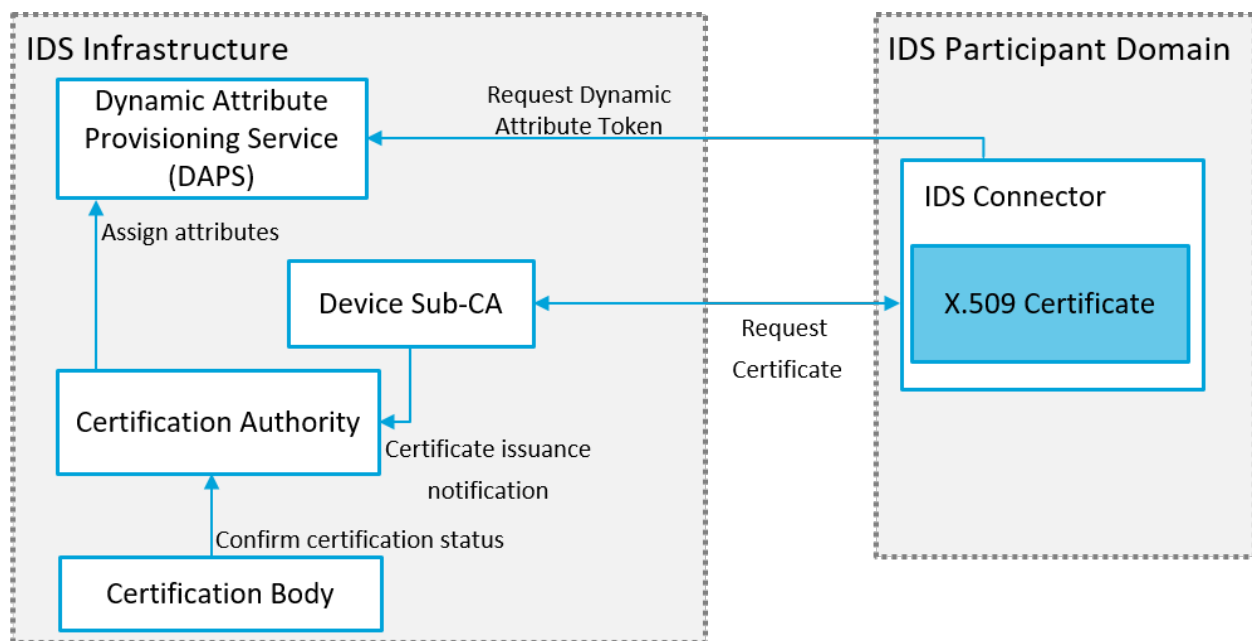 IDS Infrastructure
Dynamic Attribute
Provisioning Service
(DAPS)
Request Dynamic
Attribute Token
IDS Participant Domain
IDS Connector
X.509 Certificate
Assign attributes
Device Sub-CA
Request
Certificate
Certification Authority
Certificate issuance
notification
Confirm certification status
Certification Body